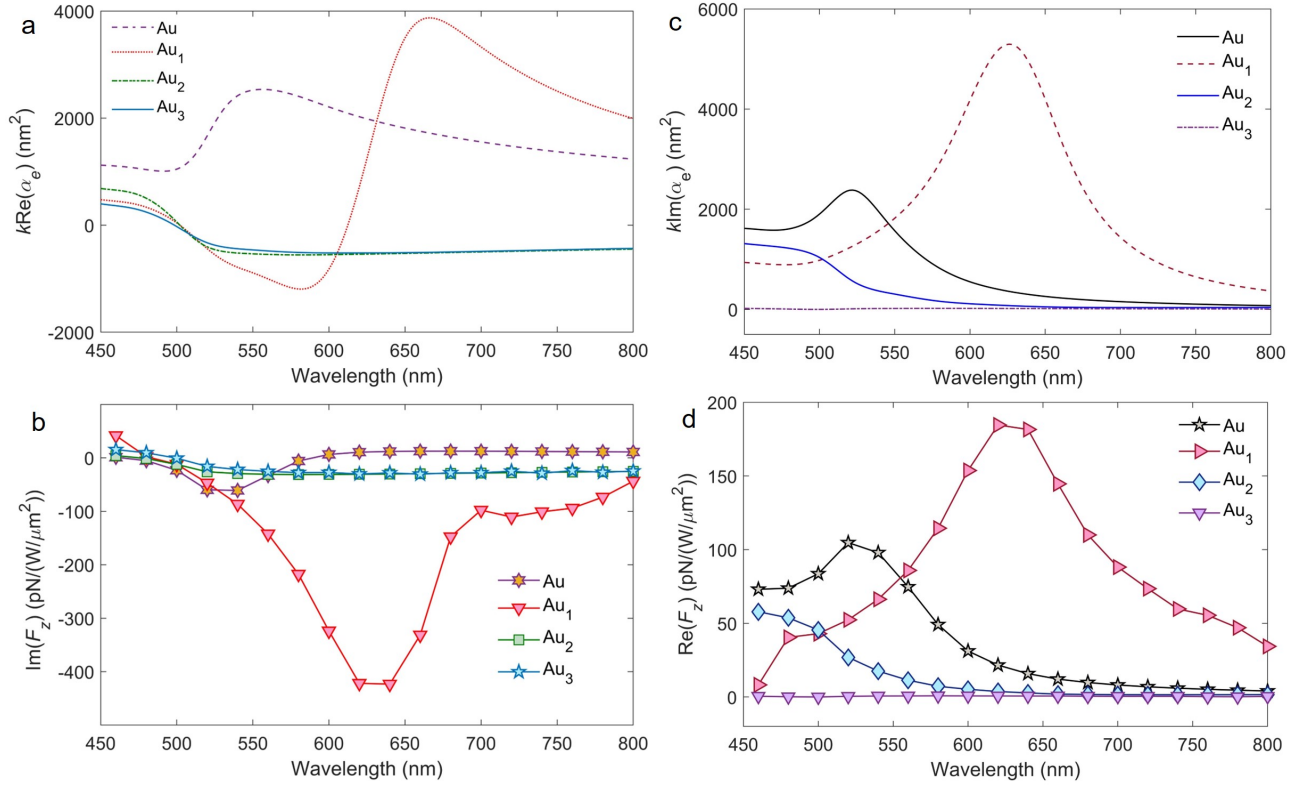 a
4000
2000
0
-2000
kRe(αe) (nm²)
Au
Au₁
Au₂
Au₃
450 500 550 600 650 700 750 800
Wavelength (nm)
c
6000
4000
2000
0
kIm(αe) (nm²)
Au
Au₁
Au₂
Au₃
450 500 550 600 650 700 750 800
Wavelength (nm)
b
0
-100
-200
-300
-400
Im(Fz) (pN/(W/μm²))
Au
Au₁
Au₂
Au₃
450 500 550 600 650 700 750 800
Wavelength (nm)
d
200
150
100
50
0
Re(Fz) (pN/(W/μm²))
Au
Au₁
Au₂
Au₃
450 500 550 600 650 700 750 800
Wavelength (nm)